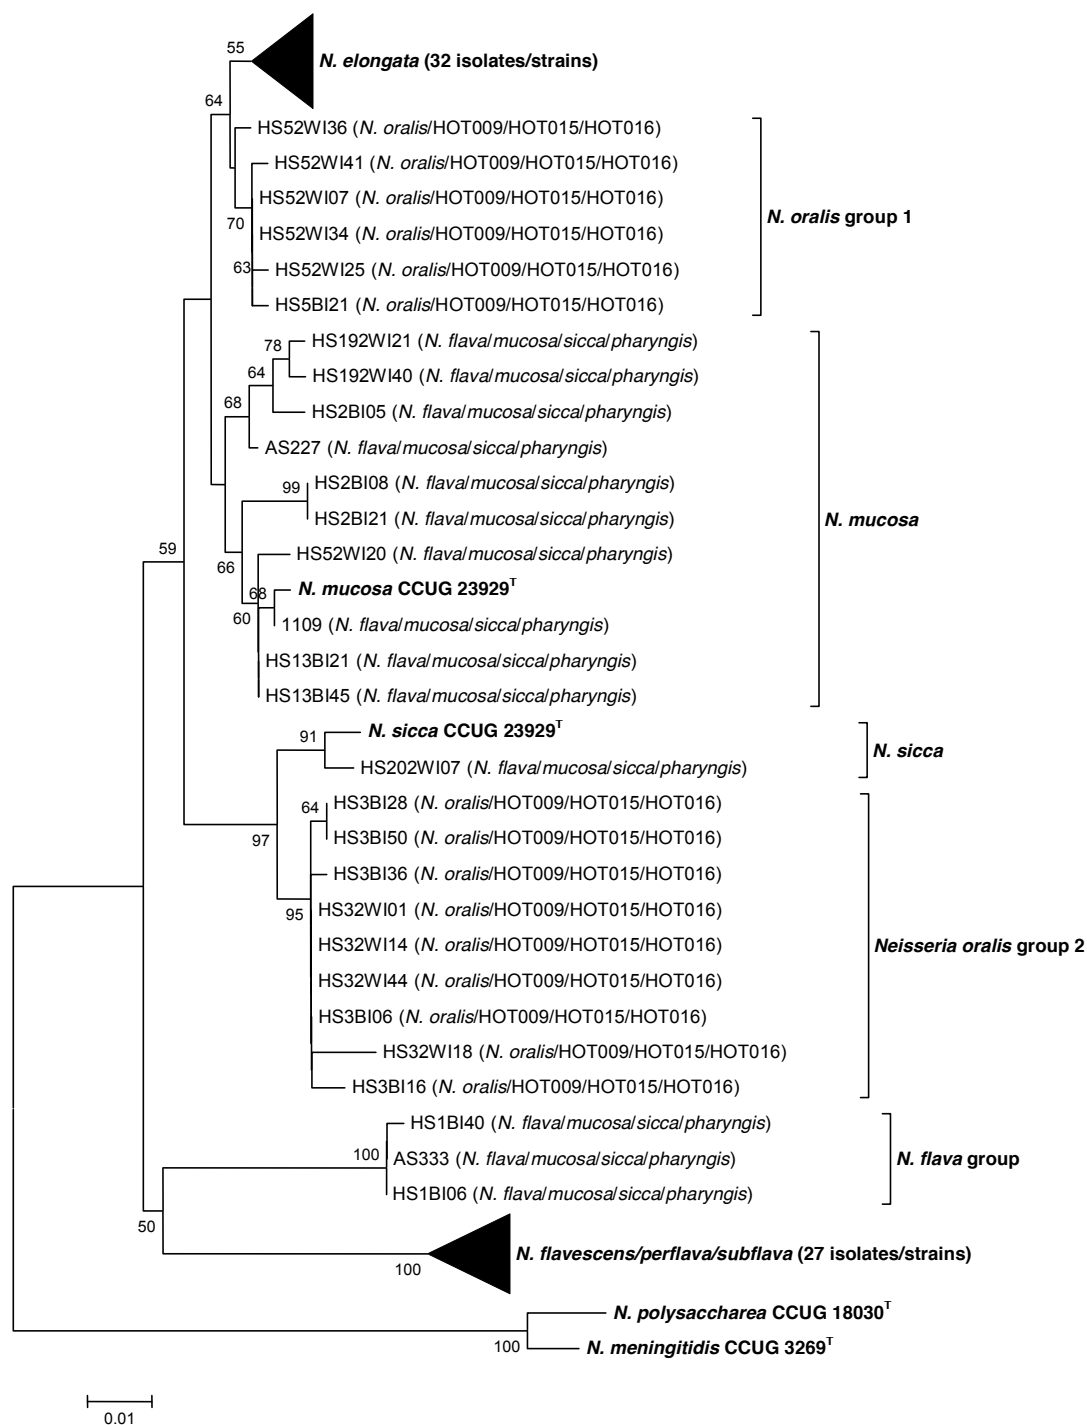 55
N. elongata (32 isolates/strains)
64
HS52WI36 (N. oralis/HOT009/HOT015/HOT016)
HS52WI41 (N. oralis/HOT009/HOT015/HOT016)
HS52WI07 (N. oralis/HOT009/HOT015/HOT016)
N. oralis group 1
70
HS52WI34 (N. oralis/HOT009/HOT015/HOT016)
63
HS52WI25 (N. oralis/HOT009/HOT015/HOT016)
HS5BI21 (N. oralis/HOT009/HOT015/HOT016)
78
HS192WI21 (N. flava/mucosa/sicca/pharyngis)
64
HS192WI40 (N. flava/mucosa/sicca/pharyngis)
68
HS2BI05 (N. flava/mucosa/sicca/pharyngis)
AS227 (N. flava/mucosa/sicca/pharyngis)
99
HS2BI08 (N. flava/mucosa/sicca/pharyngis)
HS2BI21 (N. flava/mucosa/sicca/pharyngis)
N. mucosa
59
HS52WI20 (N. flava/mucosa/sicca/pharyngis)
66
68
N. mucosa CCUG 23929T
60
1109 (N. flava/mucosa/sicca/pharyngis)
HS13BI21 (N. flava/mucosa/sicca/pharyngis)
HS13BI45 (N. flava/mucosa/sicca/pharyngis)
91
N. sicca CCUG 23929T
N. sicca
HS202WI07 (N. flava/mucosa/sicca/pharyngis)
64
HS3BI28 (N. oralis/HOT009/HOT015/HOT016)
97
HS3BI50 (N. oralis/HOT009/HOT015/HOT016)
HS3BI36 (N. oralis/HOT009/HOT015/HOT016)
95
HS32WI01 (N. oralis/HOT009/HOT015/HOT016)
HS32WI14 (N. oralis/HOT009/HOT015/HOT016)
Neisseria oralis group 2
HS32WI44 (N. oralis/HOT009/HOT015/HOT016)
HS3BI06 (N. oralis/HOT009/HOT015/HOT016)
HS32WI18 (N. oralis/HOT009/HOT015/HOT016)
HS3BI16 (N. oralis/HOT009/HOT015/HOT016)
HS1BI40 (N. flava/mucosa/sicca/pharyngis)
100
AS333 (N. flava/mucosa/sicca/pharyngis)
N. flava group
HS1BI06 (N. flava/mucosa/sicca/pharyngis)
50
N. flavescens/perflava/subflava (27 isolates/strains)
100
N. polysaccharea CCUG 18030T
100
N. meningitidis CCUG 3269T
0.01